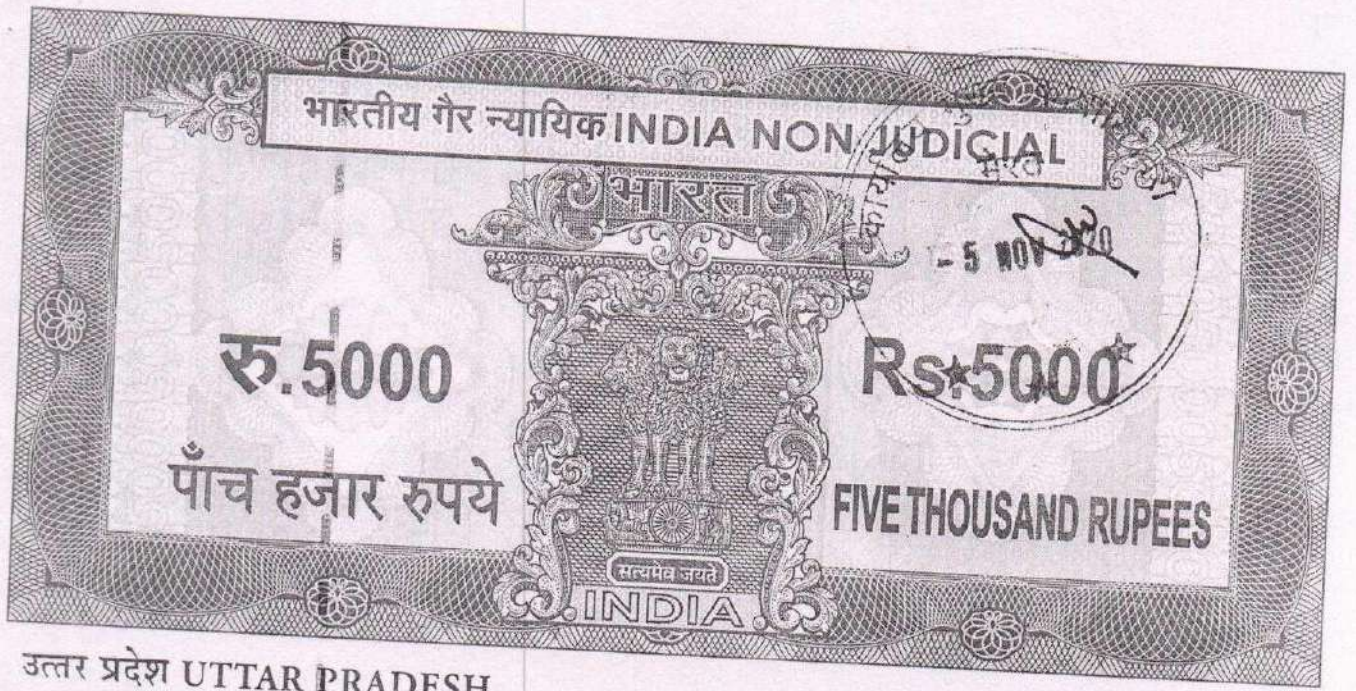 भारतीय गैर न्यायिक INDIA NON JUDICIAL
भारत
- 5 NOV 2020
रु.5000
Rs.5000
पाँच हजार रुपये
FIVE THOUSAND RUPEES
सत्यमेव जयते
INDIA
उत्तर प्रदेश UTTAR PRADESH